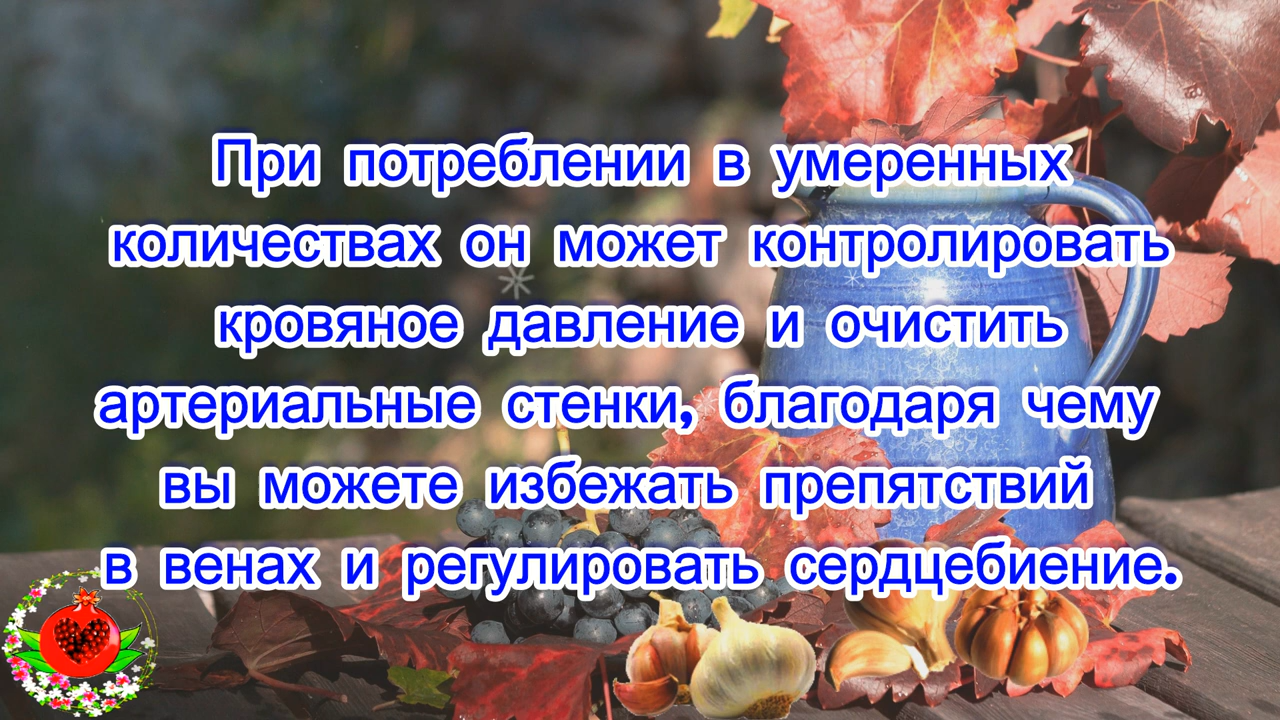 При потреблении в умеренных
количествах он может контролировать
кровяное давление и очистить
артериальные стенки, благодаря чему
вы можете избежать препятствий
в венах и регулировать сердцебиение.